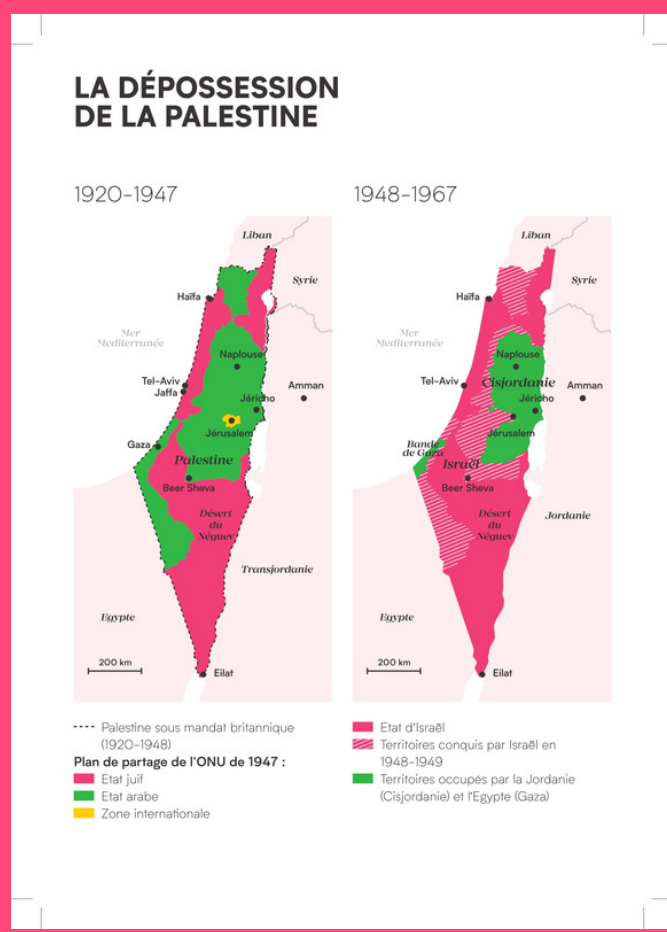 LA DÉPOSSESSION
DE LA PALESTINE
1920-1947
Liban
Syrie
Haïfa
Mer
Mediterranée
Naplouse
Tel-Aviv
Jaffa
Amman
Jéricho
Jérusalem
Gaza
Palestine
Beer Sheva
Désert
du
Néguev
Transjordanie
Egypte
200 km
Eilat
---- Palestine sous mandat britannique
(1920-1948)
Plan de partage de l'ONU de 1947 :
Etat juif
Etat arabe
Zone internationale
1948-1967
Liban
Syrie
Haïfa
Mer
Mediterranée
Naplouse
Tel-Aviv
Cisjordanie
Amman
Jéricho
Jérusalem
Bande
de Gaza
Israël
Beer Sheva
Désert
du
Néguev
Jordanie
Egypte
200 km
Eilat
Etat d'Israël
Territoires conquis par Israël en
1948-1949
Territoires occupés par la Jordanie
(Cisjordanie) et l'Egypte (Gaza)